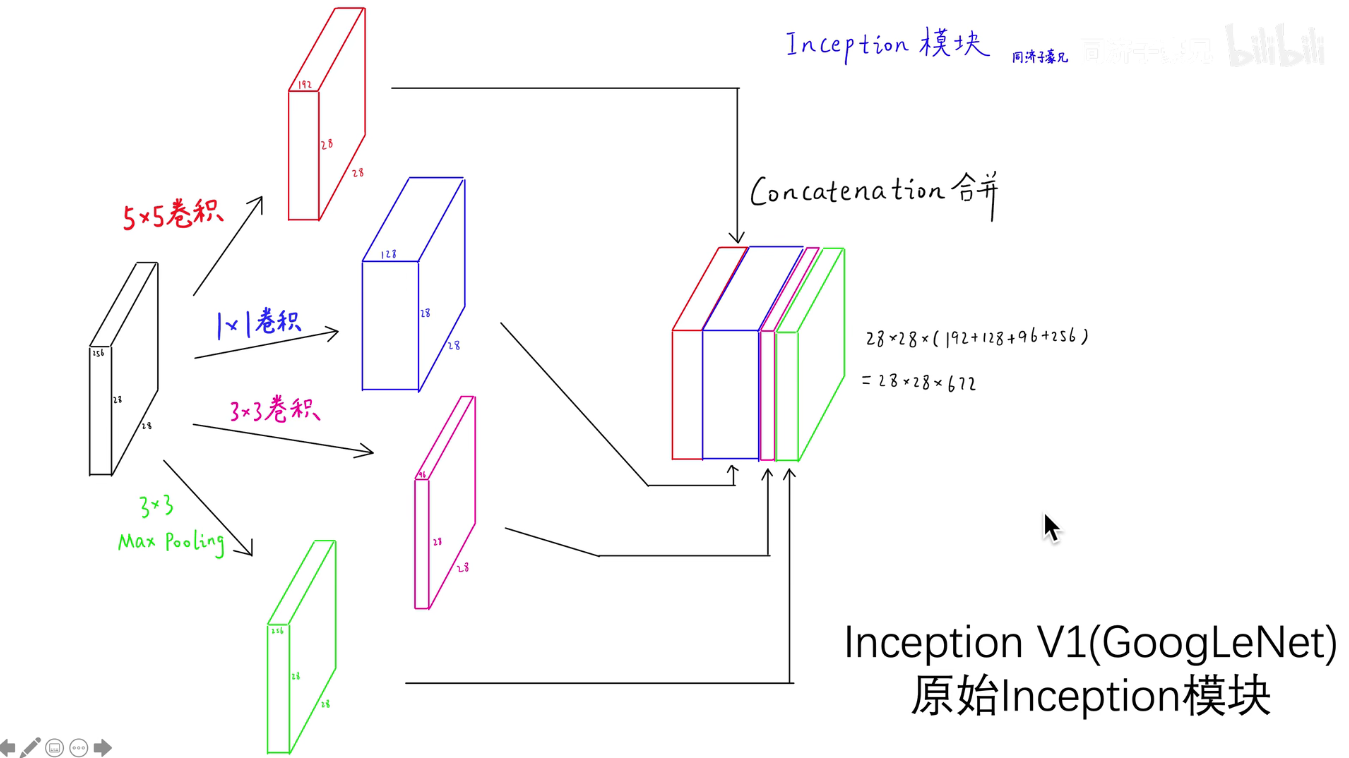 Inception 模块
同济子豪兄
bilibili
192
28
28
5×5卷积
128
28
28
1×1卷积
256
28
28
3×3卷积
96
28
28
3×3
Max Pooling
256
28
28
Concatenation 合并
28×28×(192+128+96+256)
=28×28×672
Inception V1(GoogLeNet)
原始Inception模块